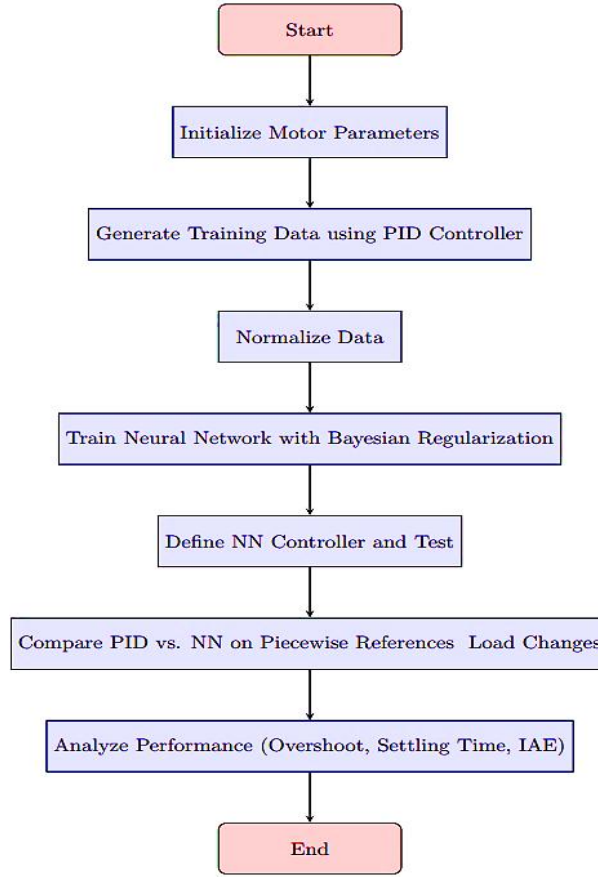 Start
Initialize Motor Parameters
Generate Training Data using PID Controller
Normalize Data
Train Neural Network with Bayesian Regularization
Define NN Controller and Test
Compare PID vs. NN on Piecewise References Load Changes
Analyze Performance (Overshoot, Settling Time, IAE)
End